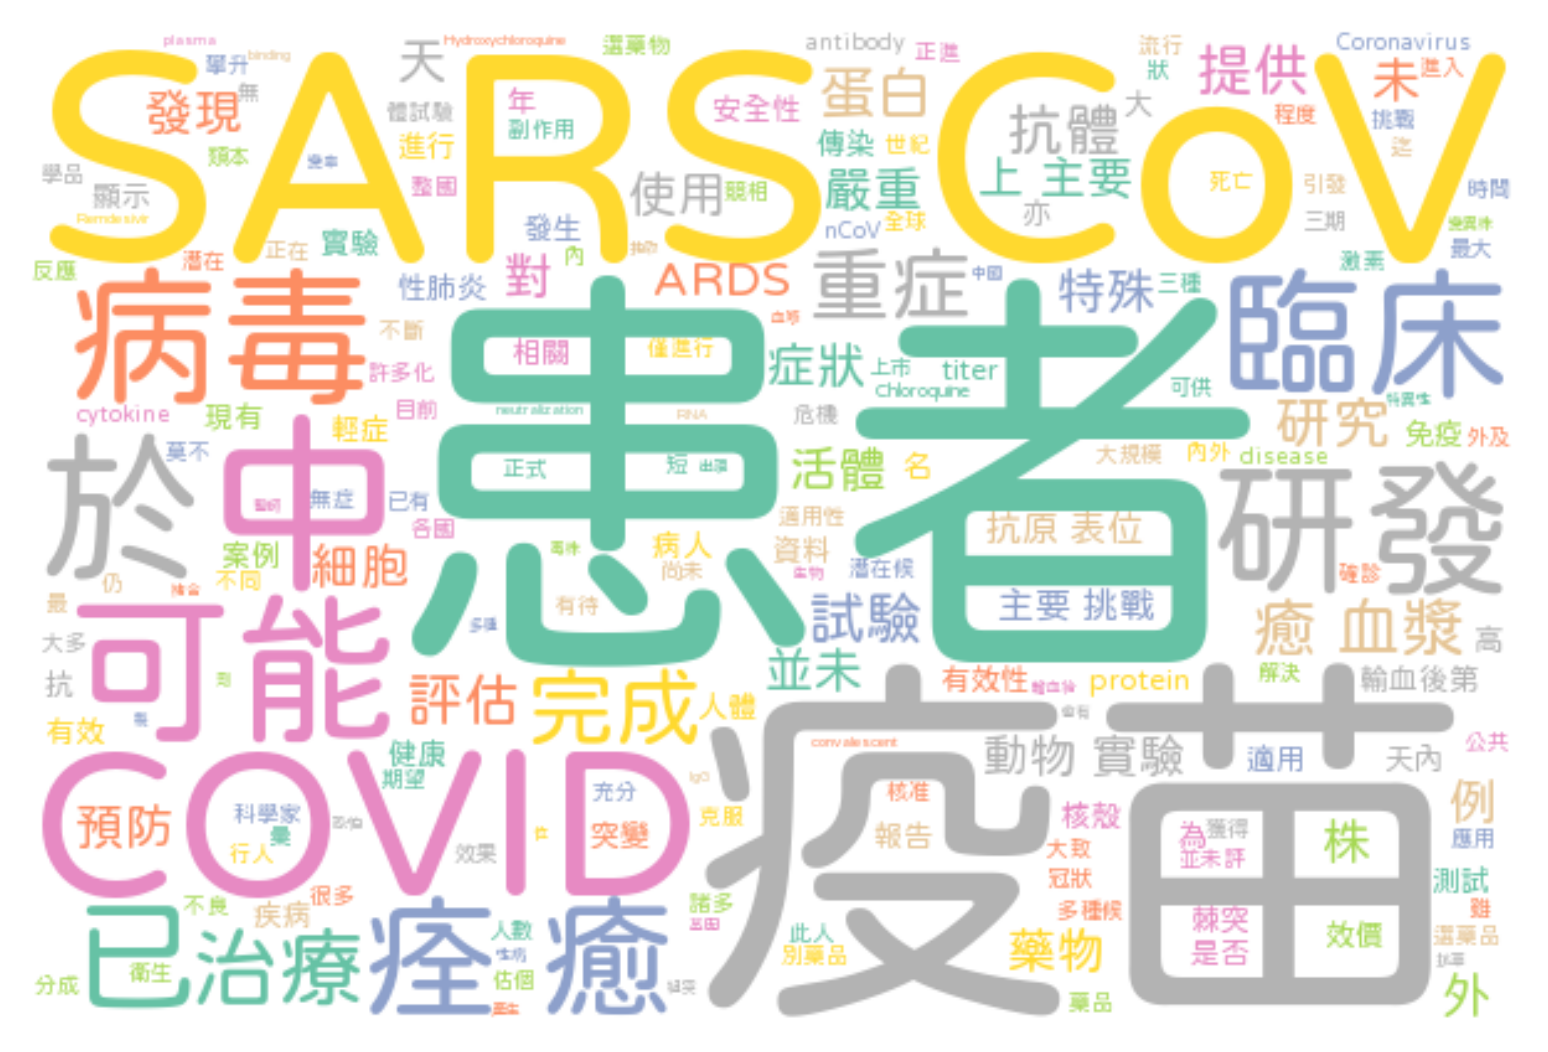 plasma
Hydroxychloroquine
選藥物
antibody
正進
流行
Coronavirus
攀升
binding
天
狀
提供
未
進入
SARS CoV
發現
無
體試驗
年
副作用
安全性
蛋白
抗體
大
程度
挑戰
迄
類本
進行
傳染
世紀
學品
顯示
整國
使用
競相
嚴重
上 主要
死亡
引發
時間
Remdesivir
亦
三期
發生
nCoV
全球
最大
正在
實驗
內
反應
潛在
性肺炎
對
ARDS
重症
中國
特殊
三種
激素
臨床
病毒
不斷
相關
僅進行
症狀
上市
titer
可供
許多化
Chloroquine
患者
cytokine
現有
目前
neutralization
RNA
危機
特異性
研究
輕症
免疫
外及
於
莫不
中
正式
短
活體
名
大規模
內外
disease
研發
無症
已有
各國
適用性
抗原 表位
案例
細胞
病人
資料
尚未
潛在候
確診
不同
仍
最
有待
試驗
主要 挑戰
癒 血漿
高
大多
可能
並未
抗
評估
完成
人體
有效性
protein
解決
輸血後第
有效
健康
期望
convalescent
動物 實驗
適用
天內
公共
疫苗
COVID
IgG
預防
科學家
充分
突變
克服
核准
報告
核殼
為
獲得
並未評
株
例
應用
行人
效果
大致
冠狀
測試
不良
很多
疾病
諸多
多種候
棘突
是否
效價
選藥品
已
治療
痊癒
人數
估個
此人
別藥品
藥物
分成
衛生
藥品
外